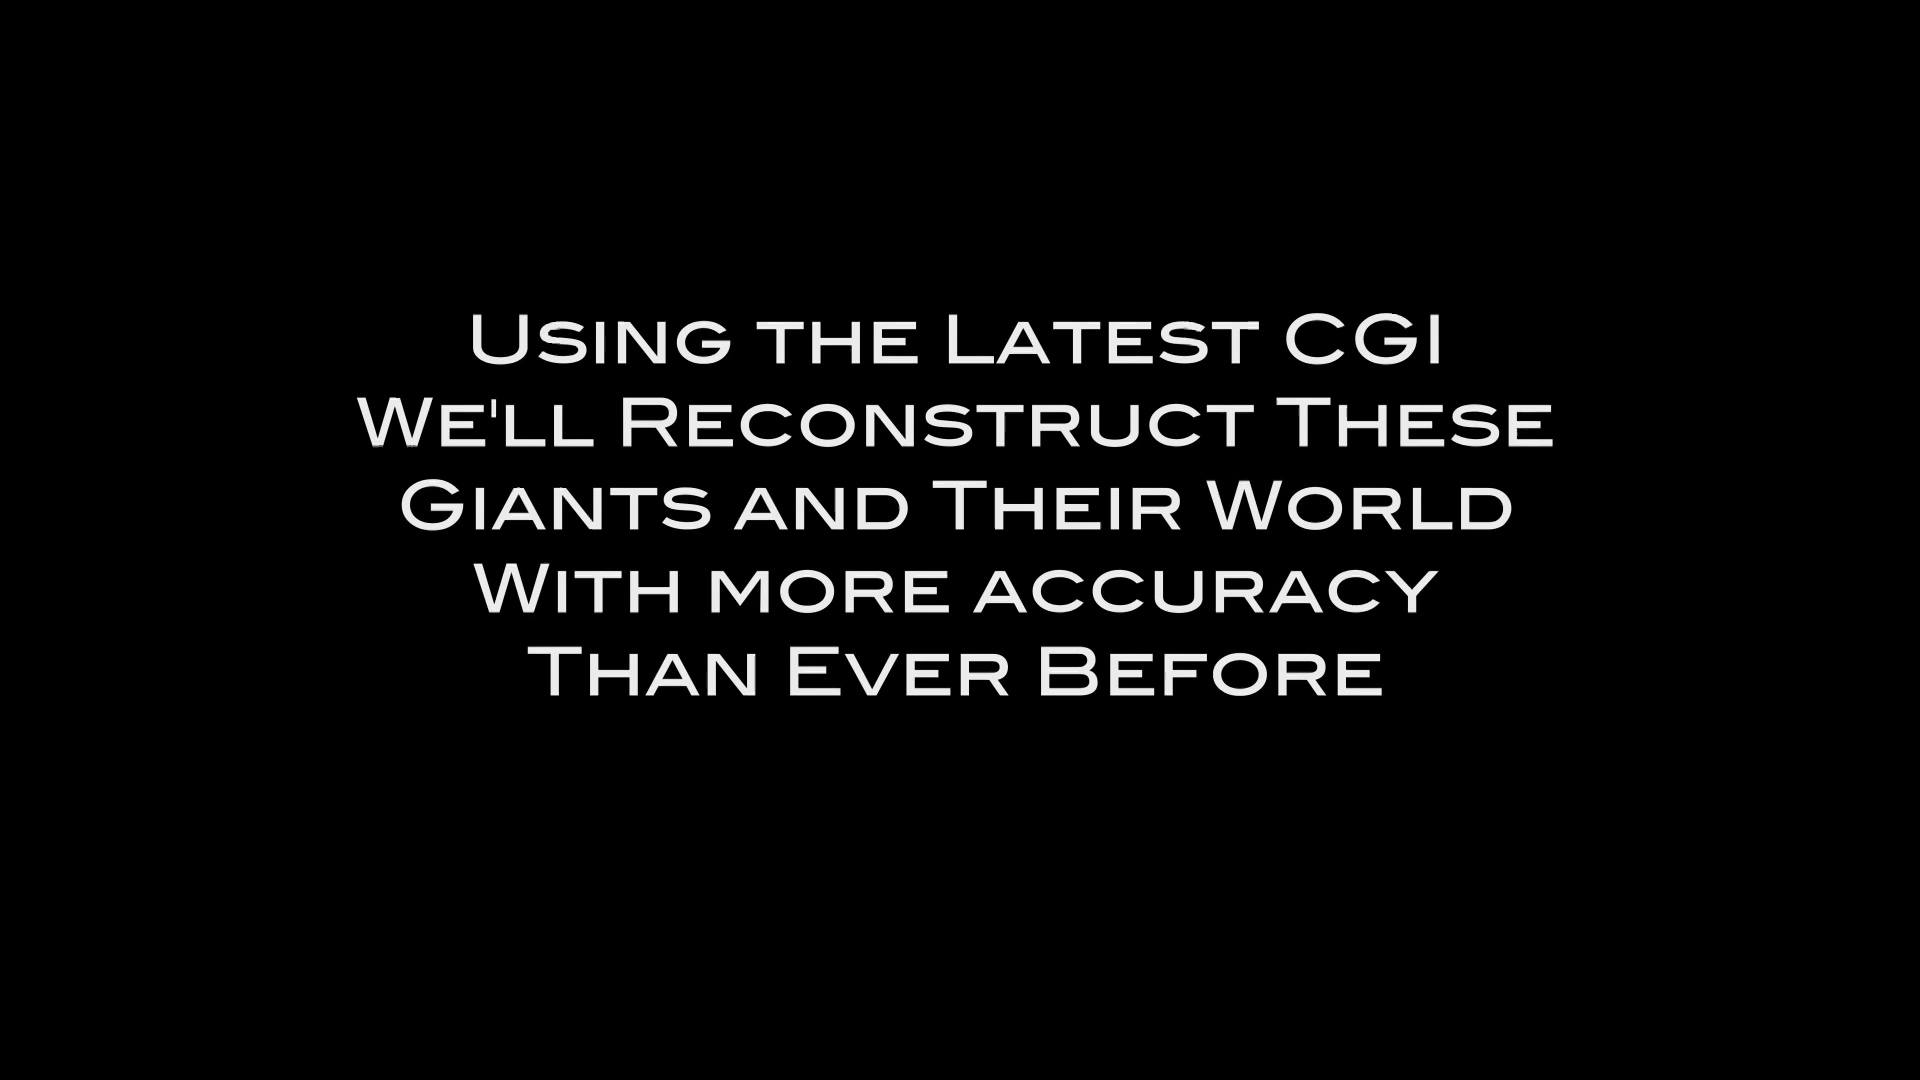 Using the Latest CGI
We'll Reconstruct These
Giants and Their World
With more accuracy
Than Ever Before